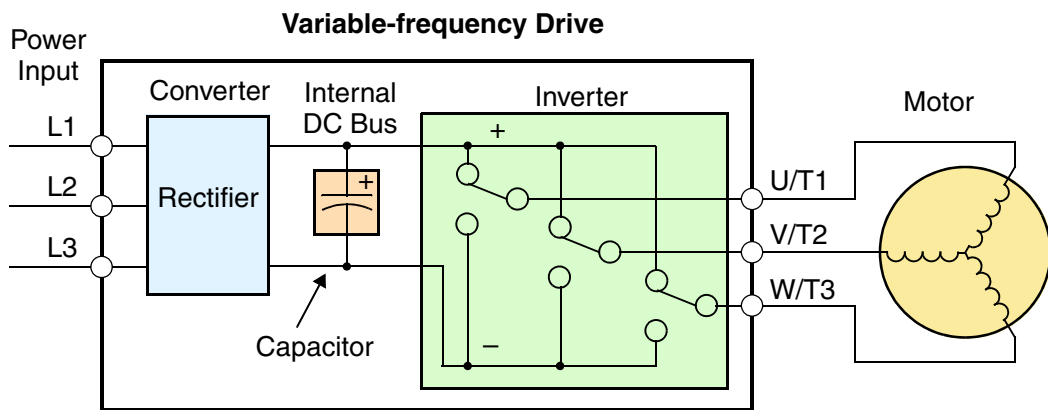 Variable-frequency Drive
Power
Input
Converter
Internal
DC Bus
Inverter
Motor
L1
L2
L3
Rectifier
+
+
–
Capacitor
U/T1
V/T2
W/T3